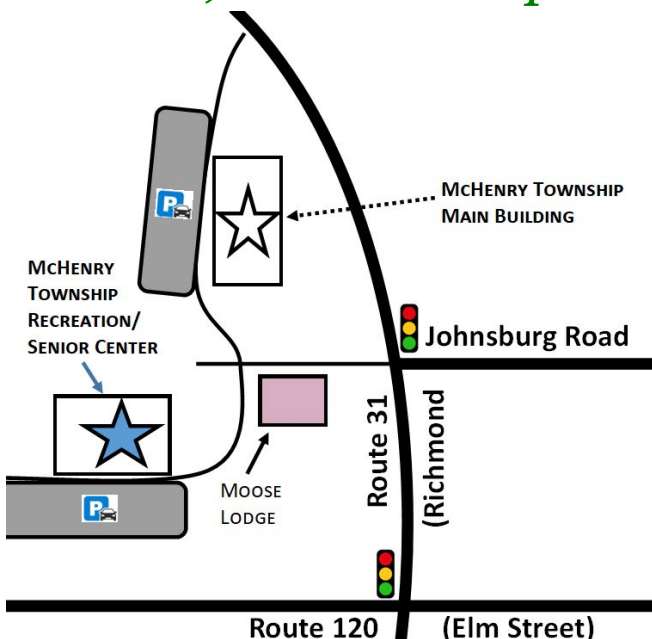 McHenry Township
Main Building
McHenry
Township
Recreation/
Senior Center
P
Johnsburg Road
Route 31
(Richmond
Moose
Lodge
P
Route 120 (Elm Street)